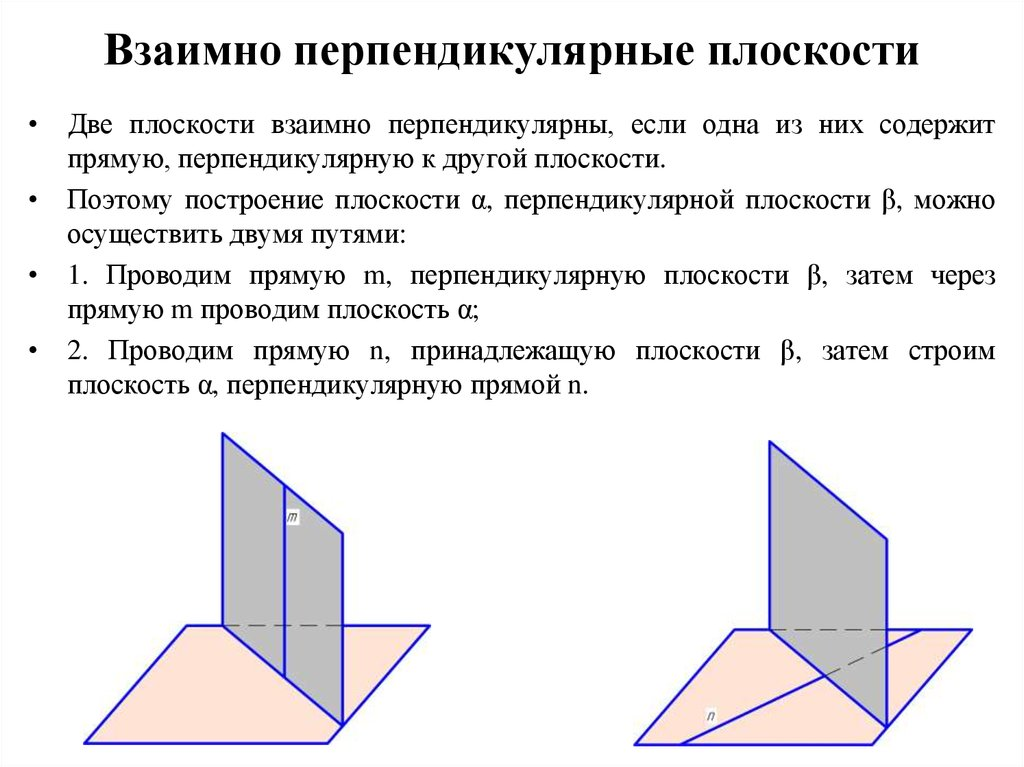 Взаимно перпендикулярные плоскости
• Две плоскости взаимно перпендикулярны, если одна из них содержит
прямую, перпендикулярную к другой плоскости.
• Поэтому построение плоскости α, перпендикулярной плоскости β, можно
осуществить двумя путями:
• 1. Проводим прямую m, перпендикулярную плоскости β, затем через
прямую m проводим плоскость α;
• 2. Проводим прямую n, принадлежащую плоскости β, затем строим
плоскость α, перпендикулярную прямой n.
m
n